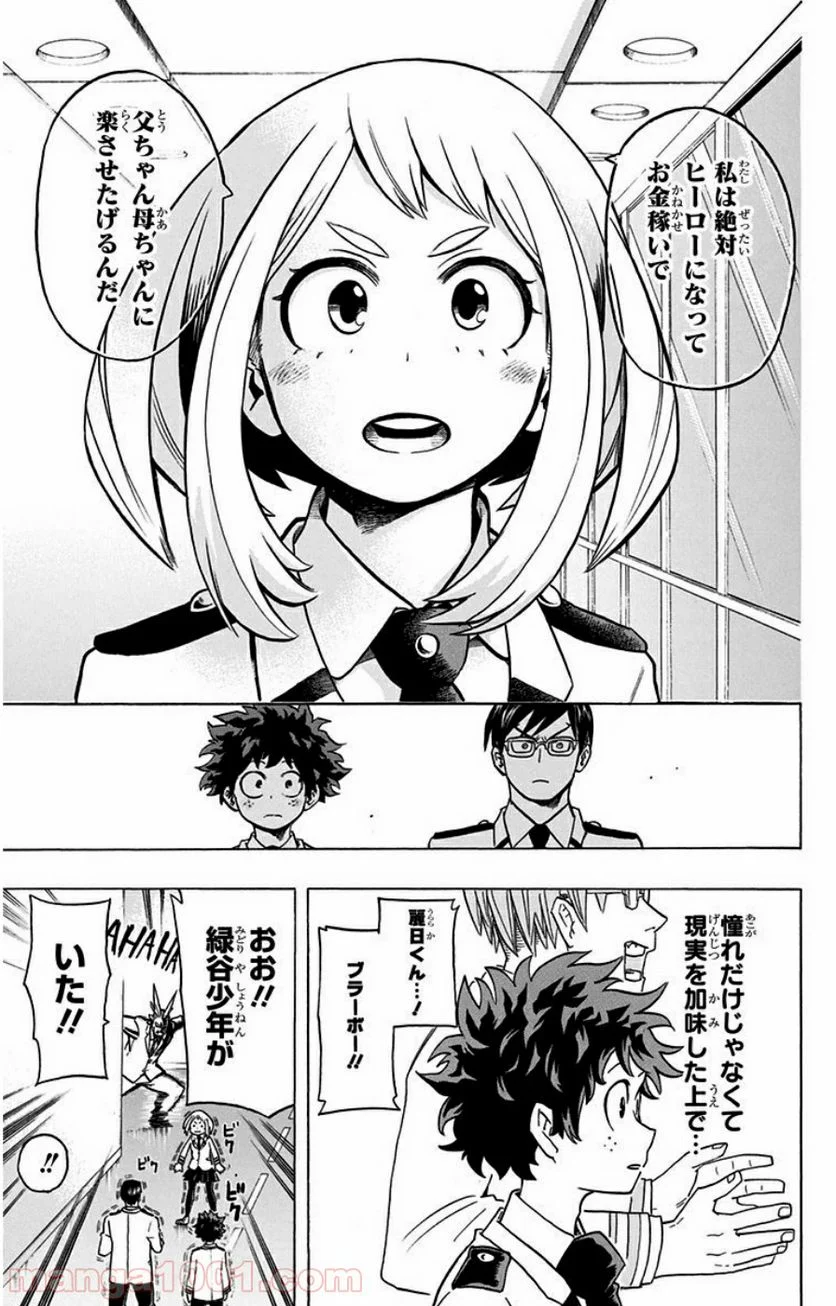 私は絶対
ヒーローになって
お金稼いで
父ちゃん母ちゃんに
楽させたげるんだ
憧れだけじゃなくて
現実を加味した上で…
麗日くん…!
ブラーボー!!
おお!!
緑谷少年が
いた!!
AHAHA
ビク
ビク
ビク
!!
manga1001.com